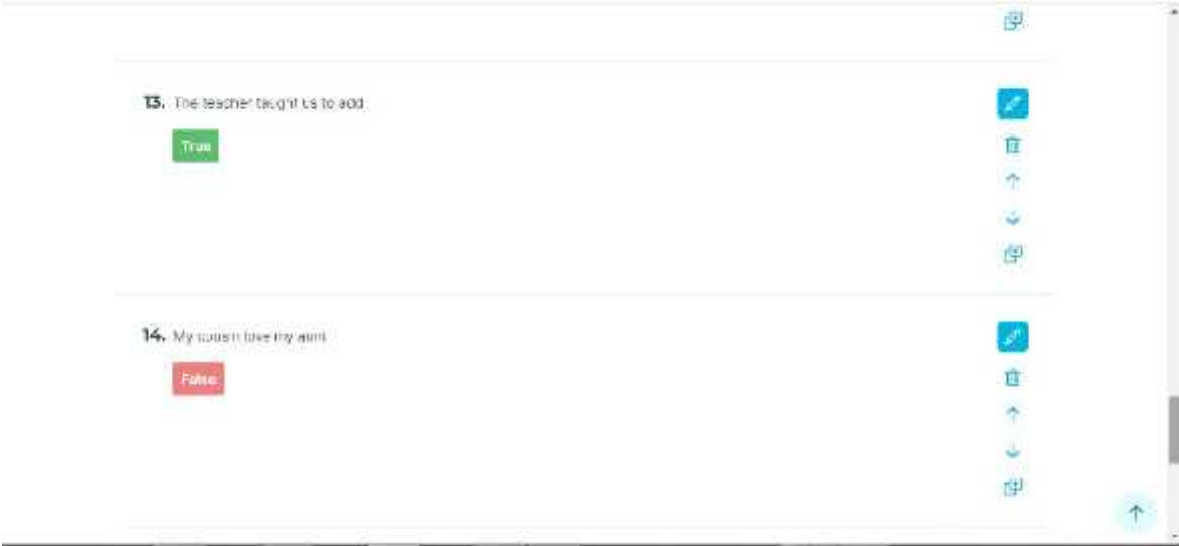 13. The teacher taught us to add
True
14. My cousin love my aunt
False